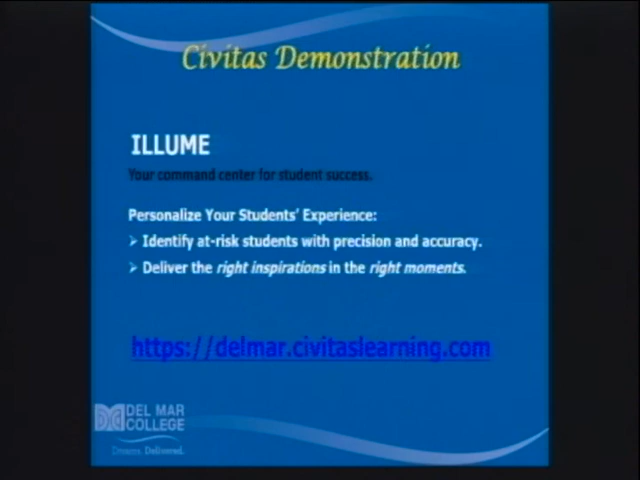 Civitas Demonstration
ILLUME
Your command center for student success.
Personalize Your Students' Experience:
➢ Identify at-risk students with precision and accuracy.
➢ Deliver the right inspirations in the right moments.
https://delmar.civitaslearning.com
DEL MAR
COLLEGE
Dreams. Delivered.